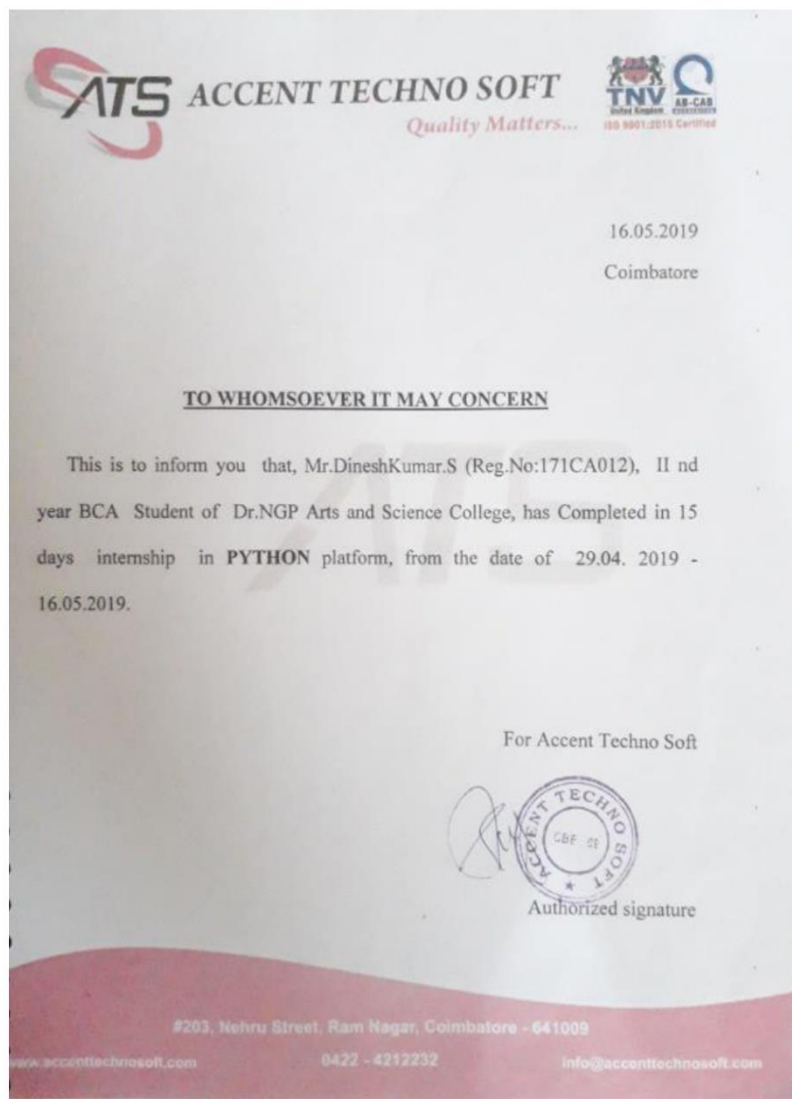 ATS ACCENT TECHNO SOFT
Quality Matters...
TNV
United Kingdom
AB-CAB
ISO 9001:2015 Certified
16.05.2019
Coimbatore
TO WHOMSOEVER IT MAY CONCERN
This is to inform you that, Mr.DineshKumar.S (Reg.No:171CA012), II nd
year BCA Student of Dr.NGP Arts and Science College, has Completed in 15
days internship in PYTHON platform, from the date of 29.04. 2019 -
16.05.2019.
ATS
For Accent Techno Soft
ACCENT TECHNO SOFT
Authorized signature
#203, Nehru Street, Ram Nagar, Coimbatore - 641009
www.accenttechnosoft.com 0422 - 4212232 info@accenttechnosoft.com